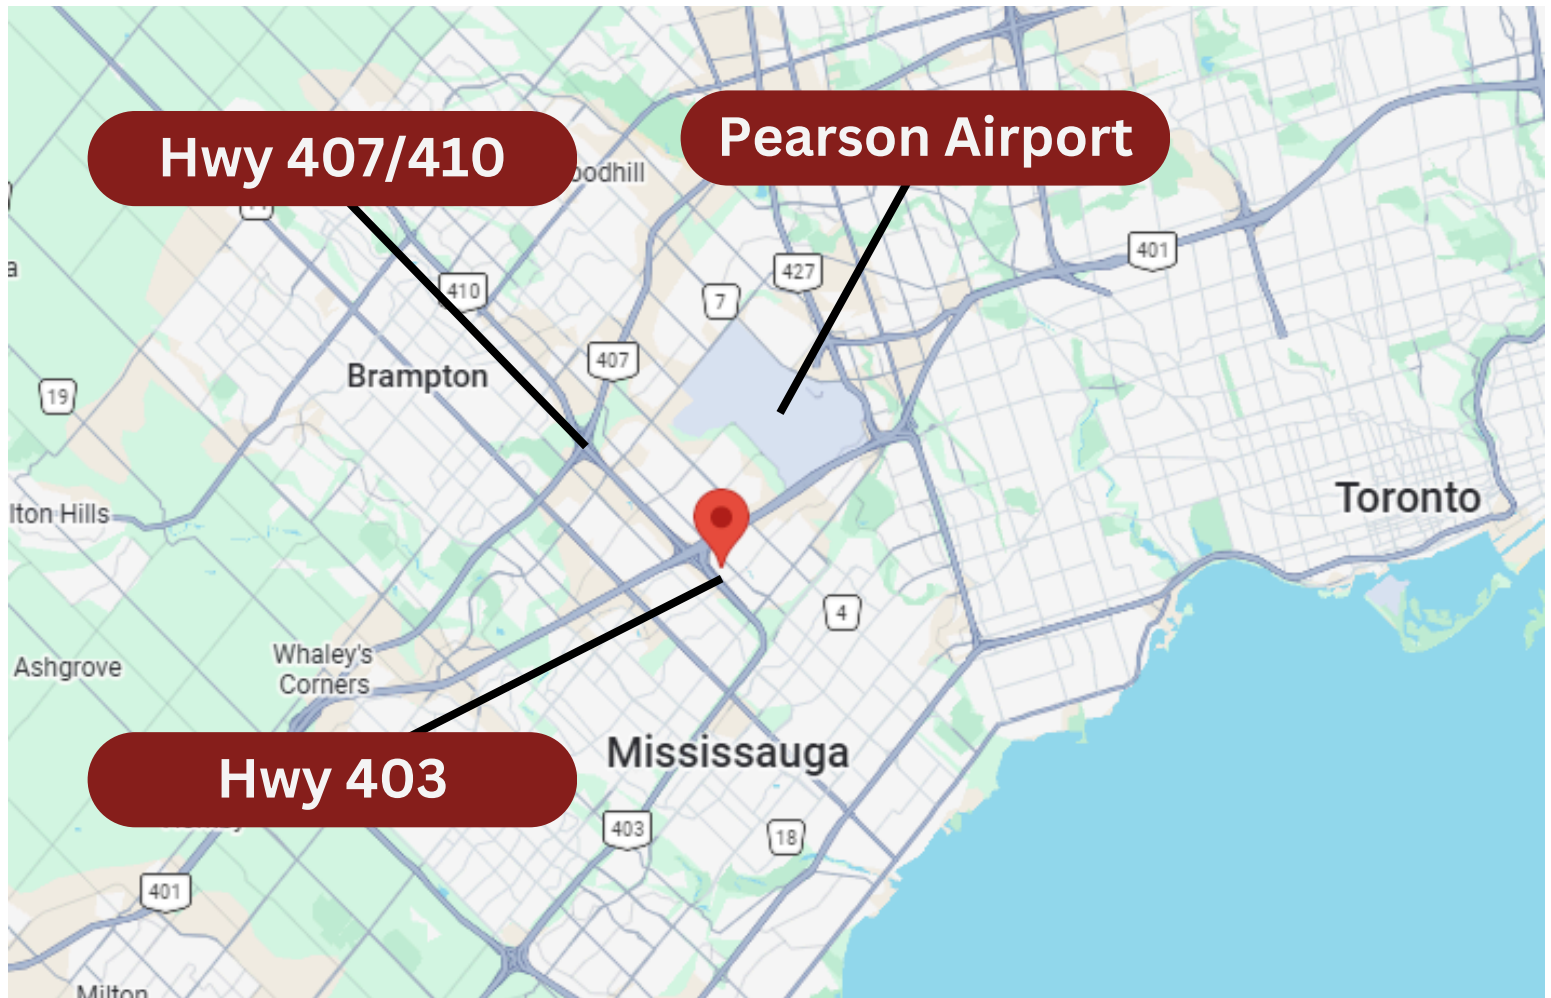 Pearson Airport
Hwy 407/410
oodhill
401
a
427
410
7
407
Brampton
19
Toronto
lton Hills
4
Whaley's
Corners
Ashgrove
Mississauga
Hwy 403
403
18
401
Milton